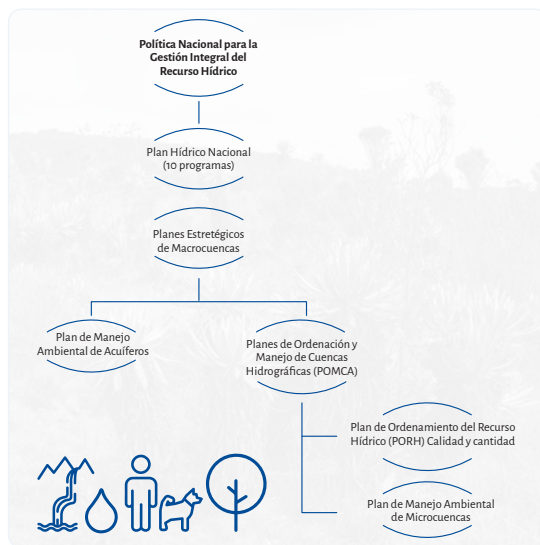 Política Nacional para la
Gestión Integral del
Recurso Hídrico
Plan Hídrico Nacional
(10 programas)
Planes Estretégicos
de Macrocuencas
Plan de Manejo
Ambiental de Acuíferos
Planes de Ordenación y
Manejo de Cuencas
Hidrográficas (POMCA)
Plan de Ordenamiento del Recurso
Hídrico (PORH) Calidad y cantidad
Plan de Manejo Ambiental
de Microcuencas